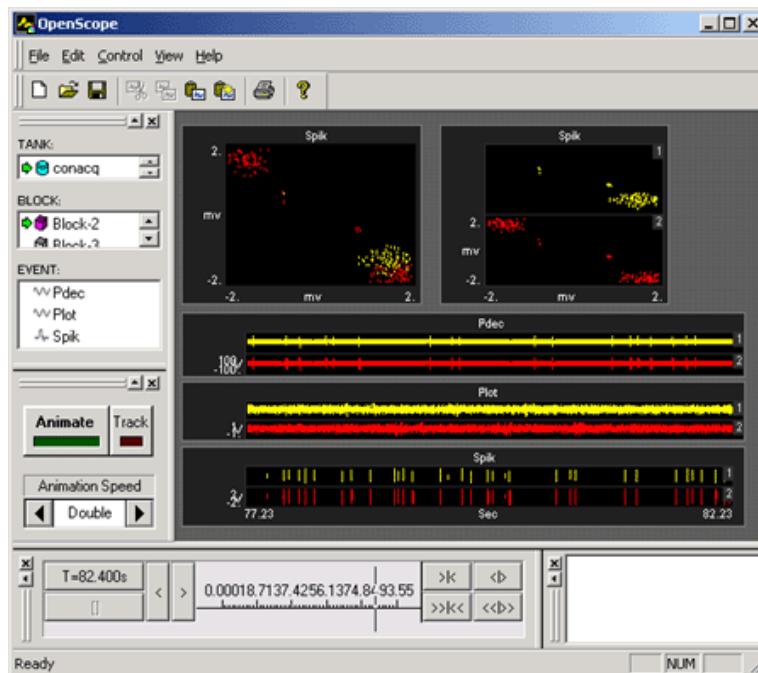 OpenScope
File Edit Control View Help
TANK:
conacq
BLOCK:
Block-2
Block-3
EVENT:
Pdec
Plot
Spik
Animate Track
Animation Speed
Double
Spik
2.
mv
-2.
-2. mv 2.
Spik
1
2. 2
mv
-2.
-2. mv 2.
Pdec
1
2
Plot
1
2
Spik
1
2
77.23 Sec 82.23
T=82.400s
[]
< >
>k
>>k<<
Ready NUM